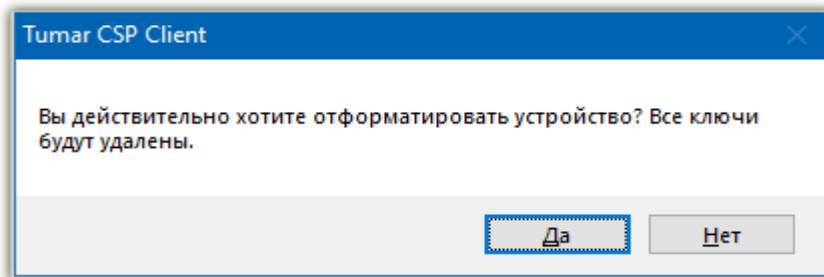 Tumar CSP Client
Вы действительно хотите отформатировать устройство? Все ключи
будут удалены.
Да
Нет